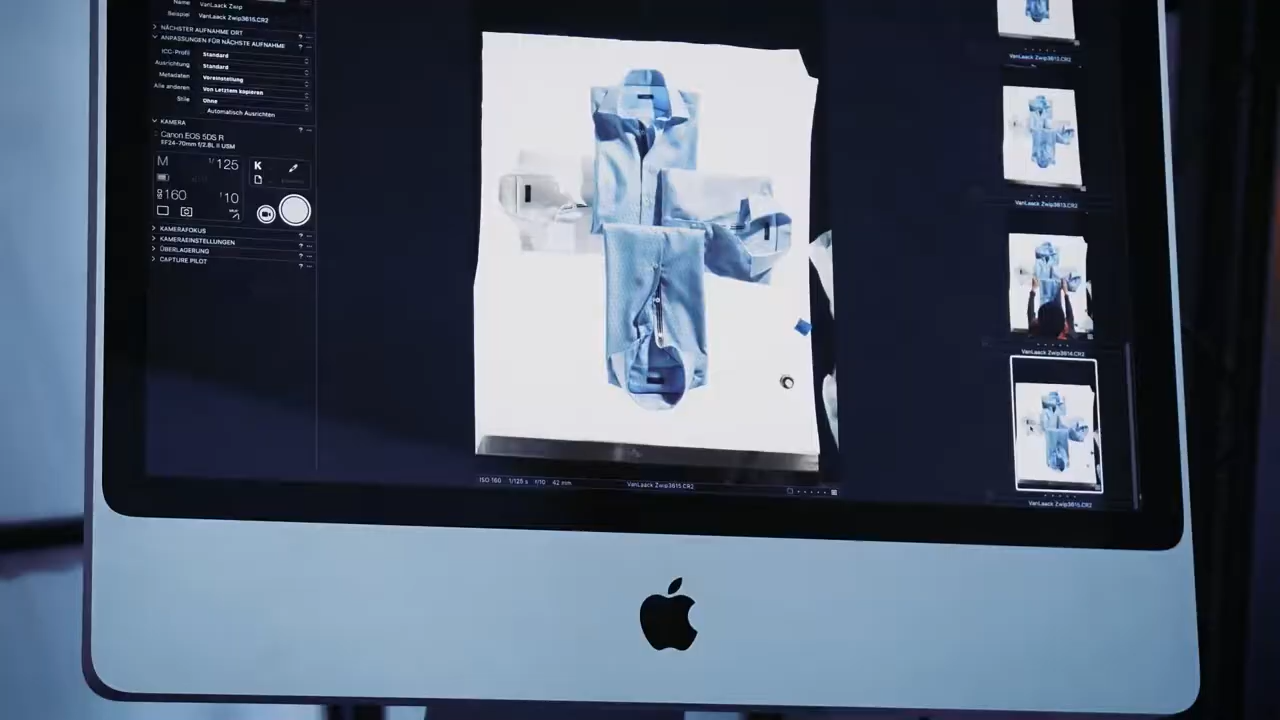 Name VanLaack Zwip
Beispiel VanLaack Zwip3615.CR2
NÄCHSTER AUFNAHME ORT ? ...
ANPASSUNGEN FÜR NÄCHSTE AUFNAHME ? ...
ICC-Profil Standard
Ausrichtung Standard
Metadaten Voreinstellung
Alle anderen Von Letztem kopieren
Stile Ohne
Automatisch Ausrichten
KAMERA ? ...
Canon EOS 5DS R
EF24-70mm f/2.8L II USM
M 1/125
ISO 160 f10
K
KAMERAFOKUS ? ...
KAMERAEINSTELLUNGEN ? ...
ÜBERLAGERUNG ? ...
CAPTURE PILOT ? ...
ISO 160 1/125 s f/10 42 mm VanLaack Zwip3615.CR2
VanLaack Zwip3612.CR2
VanLaack Zwip3613.CR2
VanLaack Zwip3614.CR2
VanLaack Zwip3615.CR2